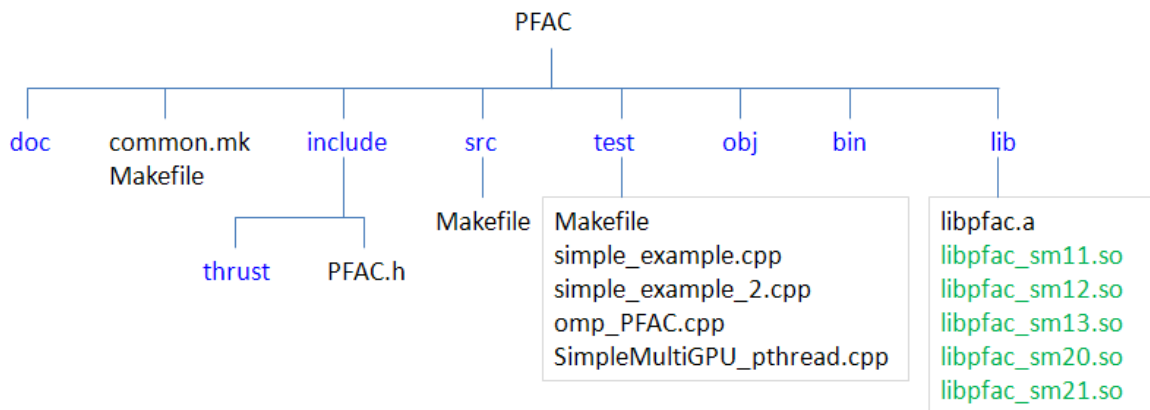 PFAC
doc
common.mk
Makefile
include
src
test
obj
bin
lib
thrust
PFAC.h
Makefile
Makefile
simple_example.cpp
simple_example_2.cpp
omp_PFAC.cpp
SimpleMultiGPU_pthread.cpp
libpfac.a
libpfac_sm11.so
libpfac_sm12.so
libpfac_sm13.so
libpfac_sm20.so
libpfac_sm21.so